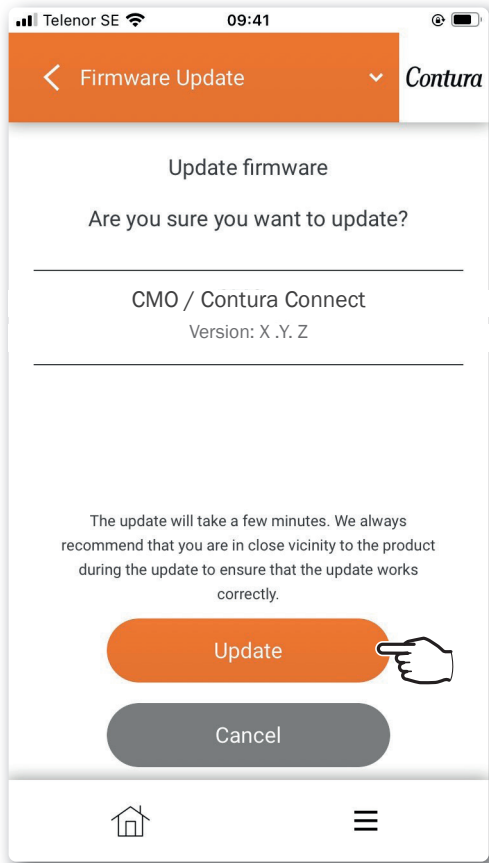 Telenor SE 09:41
Firmware Update Contura
Update firmware
Are you sure you want to update?
CMO / Contura Connect
Version: X .Y. Z
The update will take a few minutes. We always
recommend that you are in close vicinity to the product
during the update to ensure that the update works
correctly.
Update
Cancel